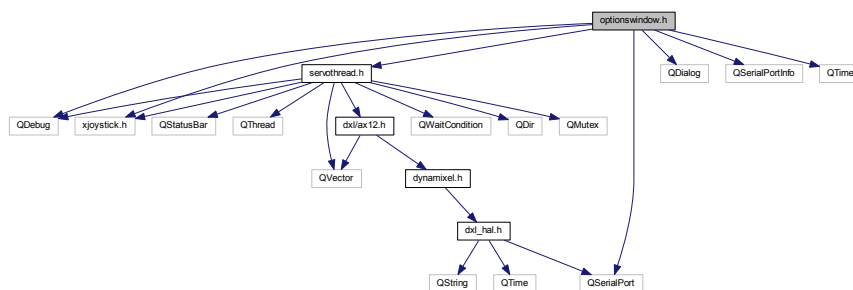 optionswindow.h
servothread.h
QDialog
QSerialPortInfo
QTime
QDebug
xjoystick.h
QStatusBar
QThread
dxl/ax12.h
QWaitCondition
QDir
QMutex
QVector
dynamixel.h
dxl_hal.h
QString
QTime
QSerialPort